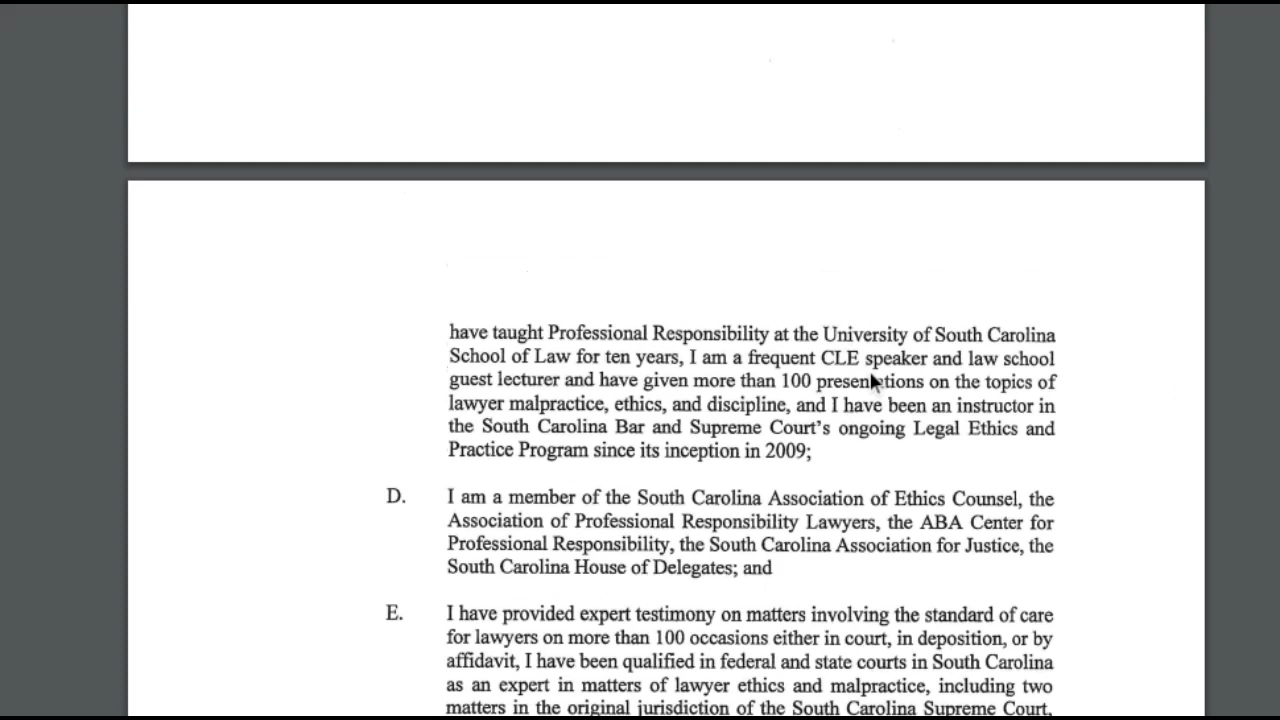 have taught Professional Responsibility at the University of South Carolina
School of Law for ten years, I am a frequent CLE speaker and law school
guest lecturer and have given more than 100 presentations on the topics of
lawyer malpractice, ethics, and discipline, and I have been an instructor in
the South Carolina Bar and Supreme Court's ongoing Legal Ethics and
Practice Program since its inception in 2009;
D. I am a member of the South Carolina Association of Ethics Counsel, the
Association of Professional Responsibility Lawyers, the ABA Center for
Professional Responsibility, the South Carolina Association for Justice, the
South Carolina House of Delegates; and
E. I have provided expert testimony on matters involving the standard of care
for lawyers on more than 100 occasions either in court, in deposition, or by
affidavit, I have been qualified in federal and state courts in South Carolina
as an expert in matters of lawyer ethics and malpractice, including two
matters in the original jurisdiction of the South Carolina Supreme Court,